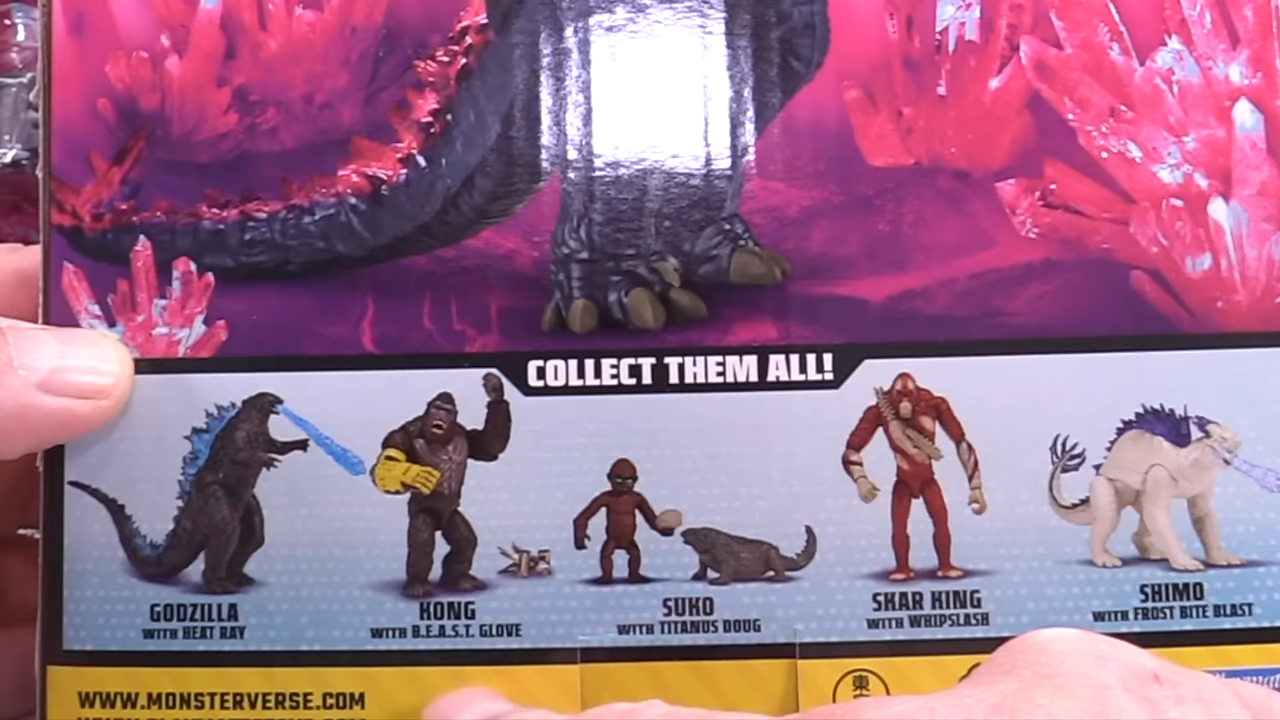 COLLECT THEM ALL!
GODZILLA
WITH HEAT RAY
KONG
WITH B.E.A.S.T. GLOVE
SUKO
WITH TITANUS DOUG
SKAR KING
WITH WHIPSLASH
SHIMO
WITH FROST BITE BLAST
WWW.MONSTERVERSE.COM
東